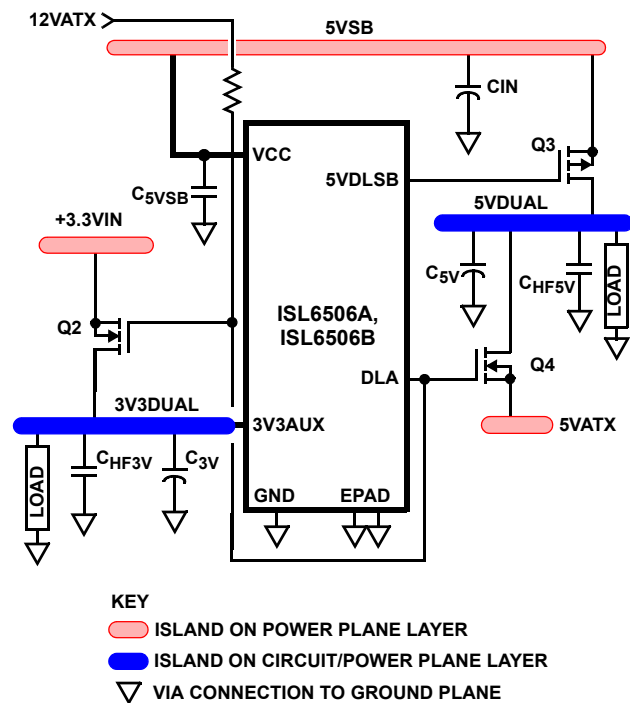 12VATX
5VSB
CIN
Q3
VCC
5VDLSB
C5VSB
+3.3VIN
5VDUAL
C5V
CHF5V
LOAD
Q2
ISL6506A,
ISL6506B
DLA
Q4
3V3DUAL
3V3AUX
5VATX
LOAD
CHF3V
C3V
GND
EPAD
KEY
ISLAND ON POWER PLANE LAYER
ISLAND ON CIRCUIT/POWER PLANE LAYER
VIA CONNECTION TO GROUND PLANE